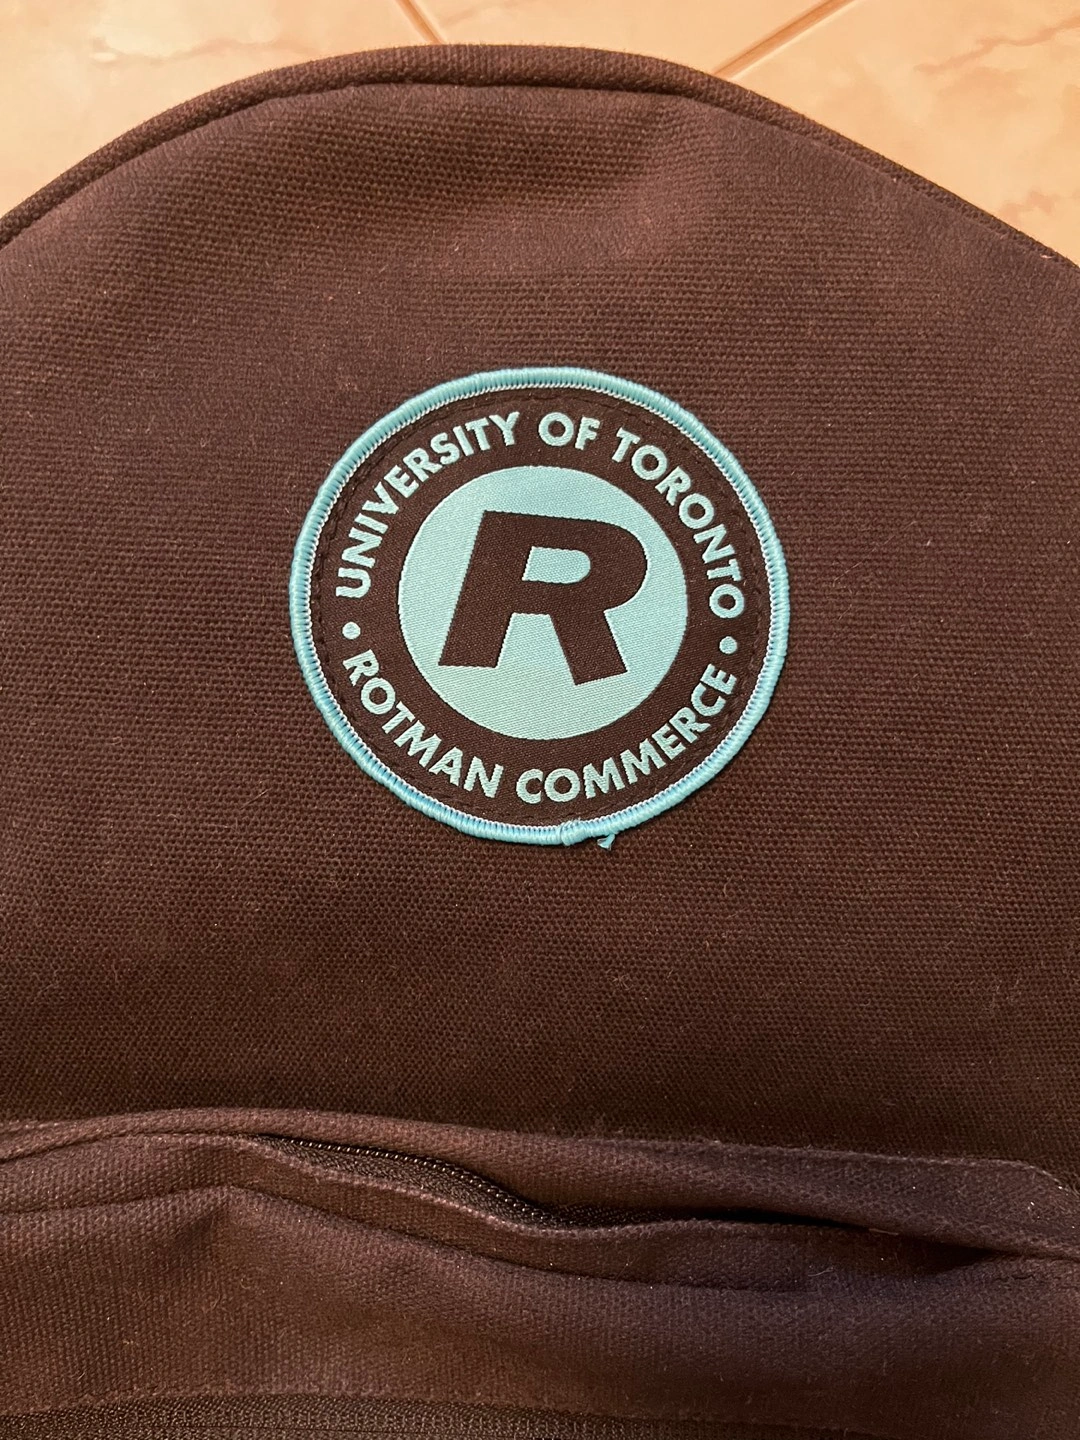 UNIVERSITY OF TORONTO
R
• ROTMAN COMMERCE •